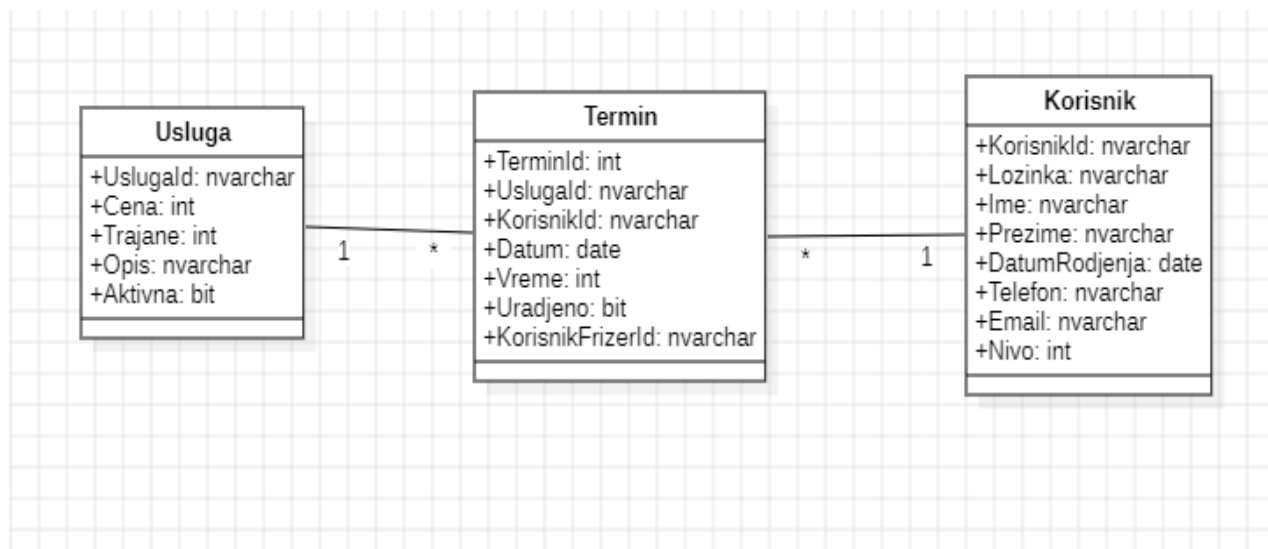 Usluga
+UslugaId: nvarchar
+Cena: int
+Trajane: int
+Opis: nvarchar
+Aktivna: bit
1
*
Termin
+TerminId: int
+UslugaId: nvarchar
+KorisnikId: nvarchar
+Datum: date
+Vreme: int
+Uradjeno: bit
+KorisnikFrizerId: nvarchar
*
1
Korisnik
+KorisnikId: nvarchar
+Lozinka: nvarchar
+Ime: nvarchar
+Prezime: nvarchar
+DatumRodjenja: date
+Telefon: nvarchar
+Email: nvarchar
+Nivo: int